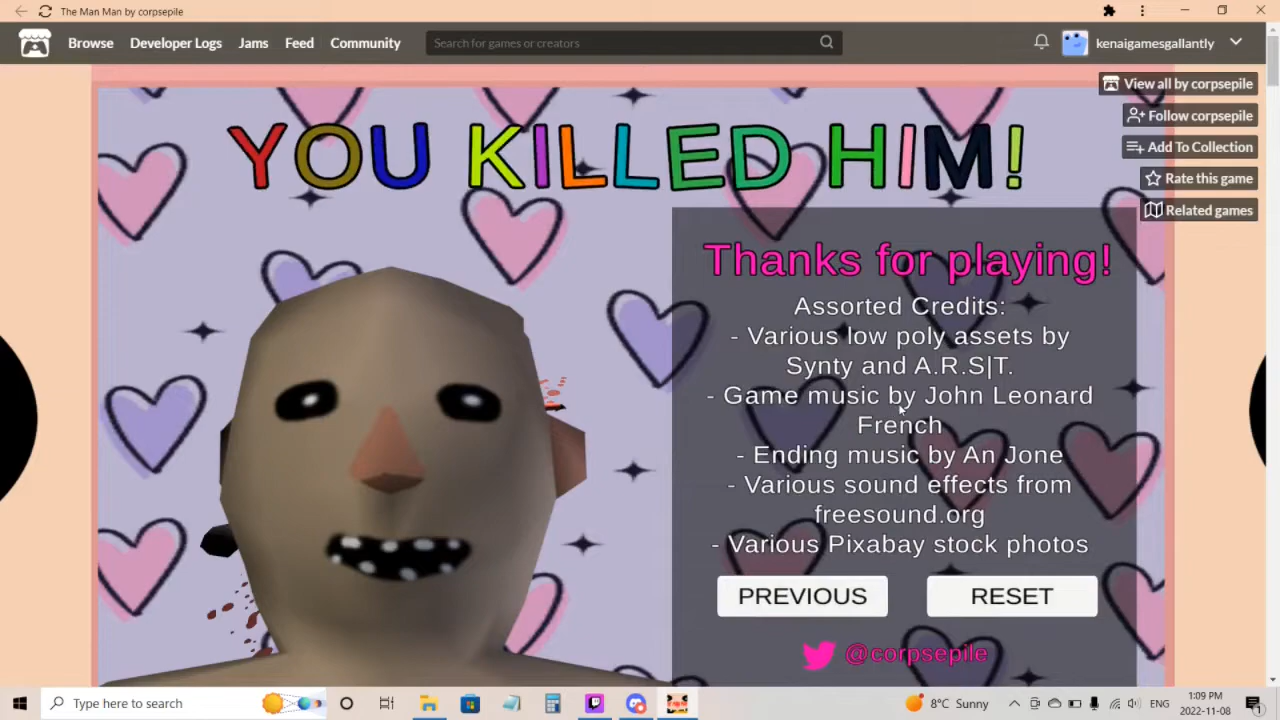 The Man Man by corpsepile
Browse Developer Logs Jams Feed Community Search for games or creators kenaigamesgallantly
View all by corpsepile
Follow corpsepile
Add To Collection
Rate this game
Related games
YOU KILLED HIM!
Thanks for playing!
Assorted Credits:
- Various low poly assets by
Synty and A.R.S|T.
- Game music by John Leonard
French
- Ending music by An Jone
- Various sound effects from
freesound.org
- Various Pixabay stock photos
PREVIOUS RESET
@corpsepile
Type here to search 8°C Sunny ENG 1:09 PM
2022-11-08 1